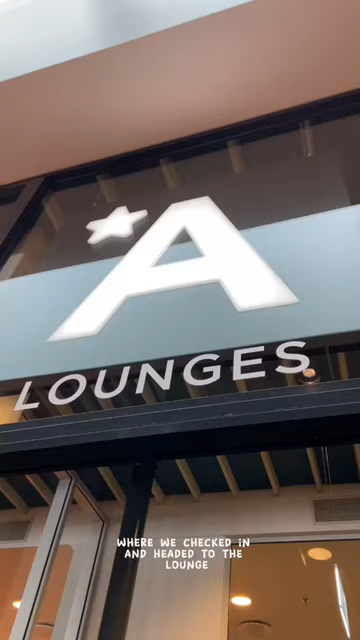 *A
LOUNGES
WHERE WE CHECKED IN
AND HEADED TO THE
LOUNGE